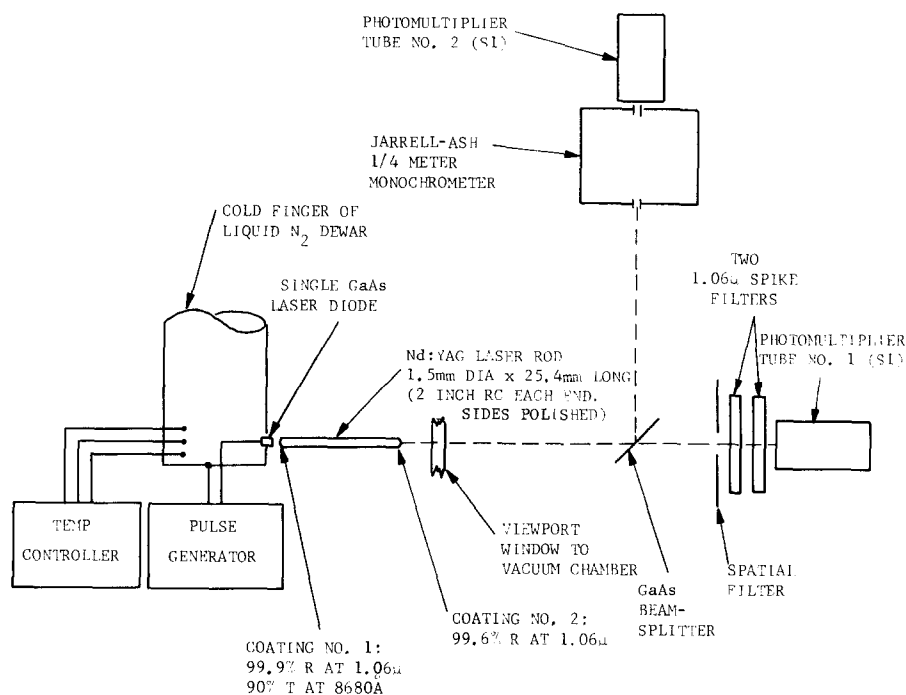 PHOTOMULTIPLIER
TUBE NO. 2 (S1)
JARRELL-ASH
1/4 METER
MONOCHROMETER
COLD FINGER OF
LIQUID N2 DEWAR
SINGLE GaAs
LASER DIODE
TWO
1.06μ SPIKE
FILTERS
PHOTOMULTIPLIER
TUBE NO. 1 (S1)
Nd:YAG LASER ROD
1.5mm DIA x 25.4mm LONG
(2 INCH RC EACH END.
SIDES POLISHED)
TEMP
CONTROLLER
PULSE
GENERATOR
VIEWPORT
WINDOW TO
VACUUM CHAMBER
GaAs
BEAM-
SPLITTER
SPATIAL
FILTER
COATING NO. 1:
99.9% R AT 1.06μ
90% T AT 8680A
COATING NO. 2:
99.6% R AT 1.06μ